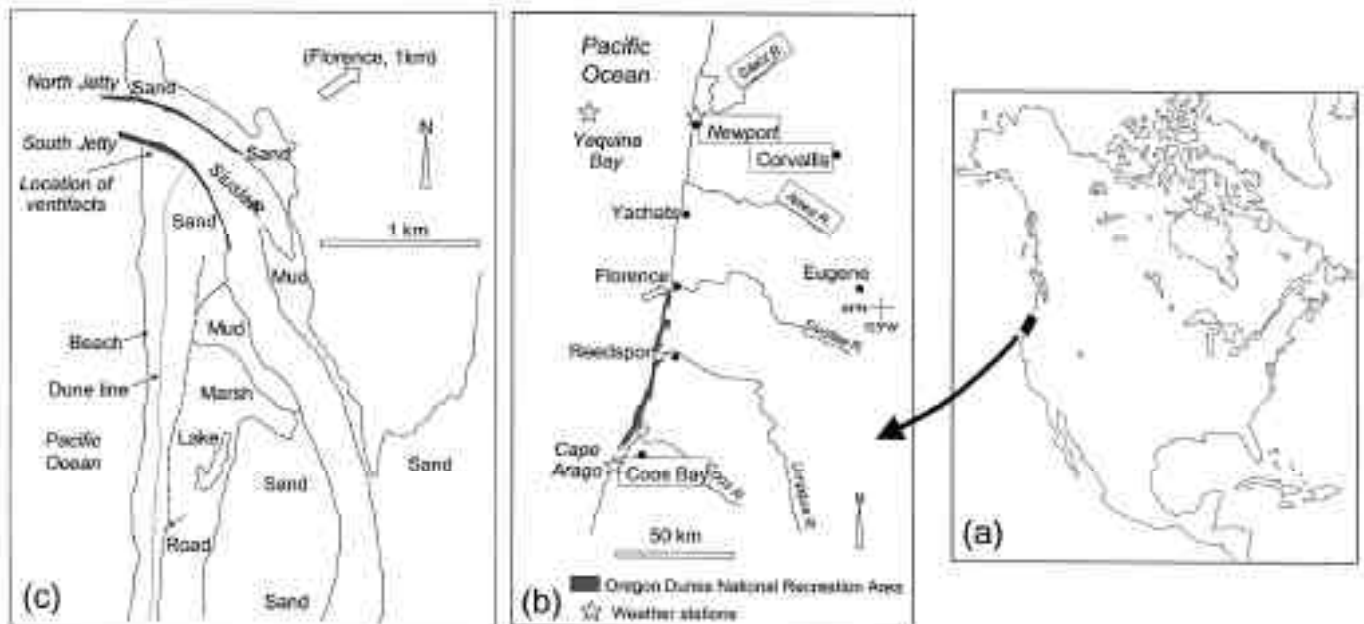 (Florence, 1km)
North Jetty
Sand
South Jetty
Sand
N
Location of
ventifacts
Sand
1 km
Mud
Mud
Beach
Dune line
Marsh
Lake
Pacific
Ocean
Sand
Sand
Road
Sand
(c)
Pacific
Ocean
Yaquina
Bay
Newport
Corvallis
Yachats
Florence
Eugene
Reedsport
Cape
Arago
Coos Bay
Coos R.
Umpqua R.
N
50 km
Oregon Dunes National Recreation Area
Weather stations
(b)
(a)